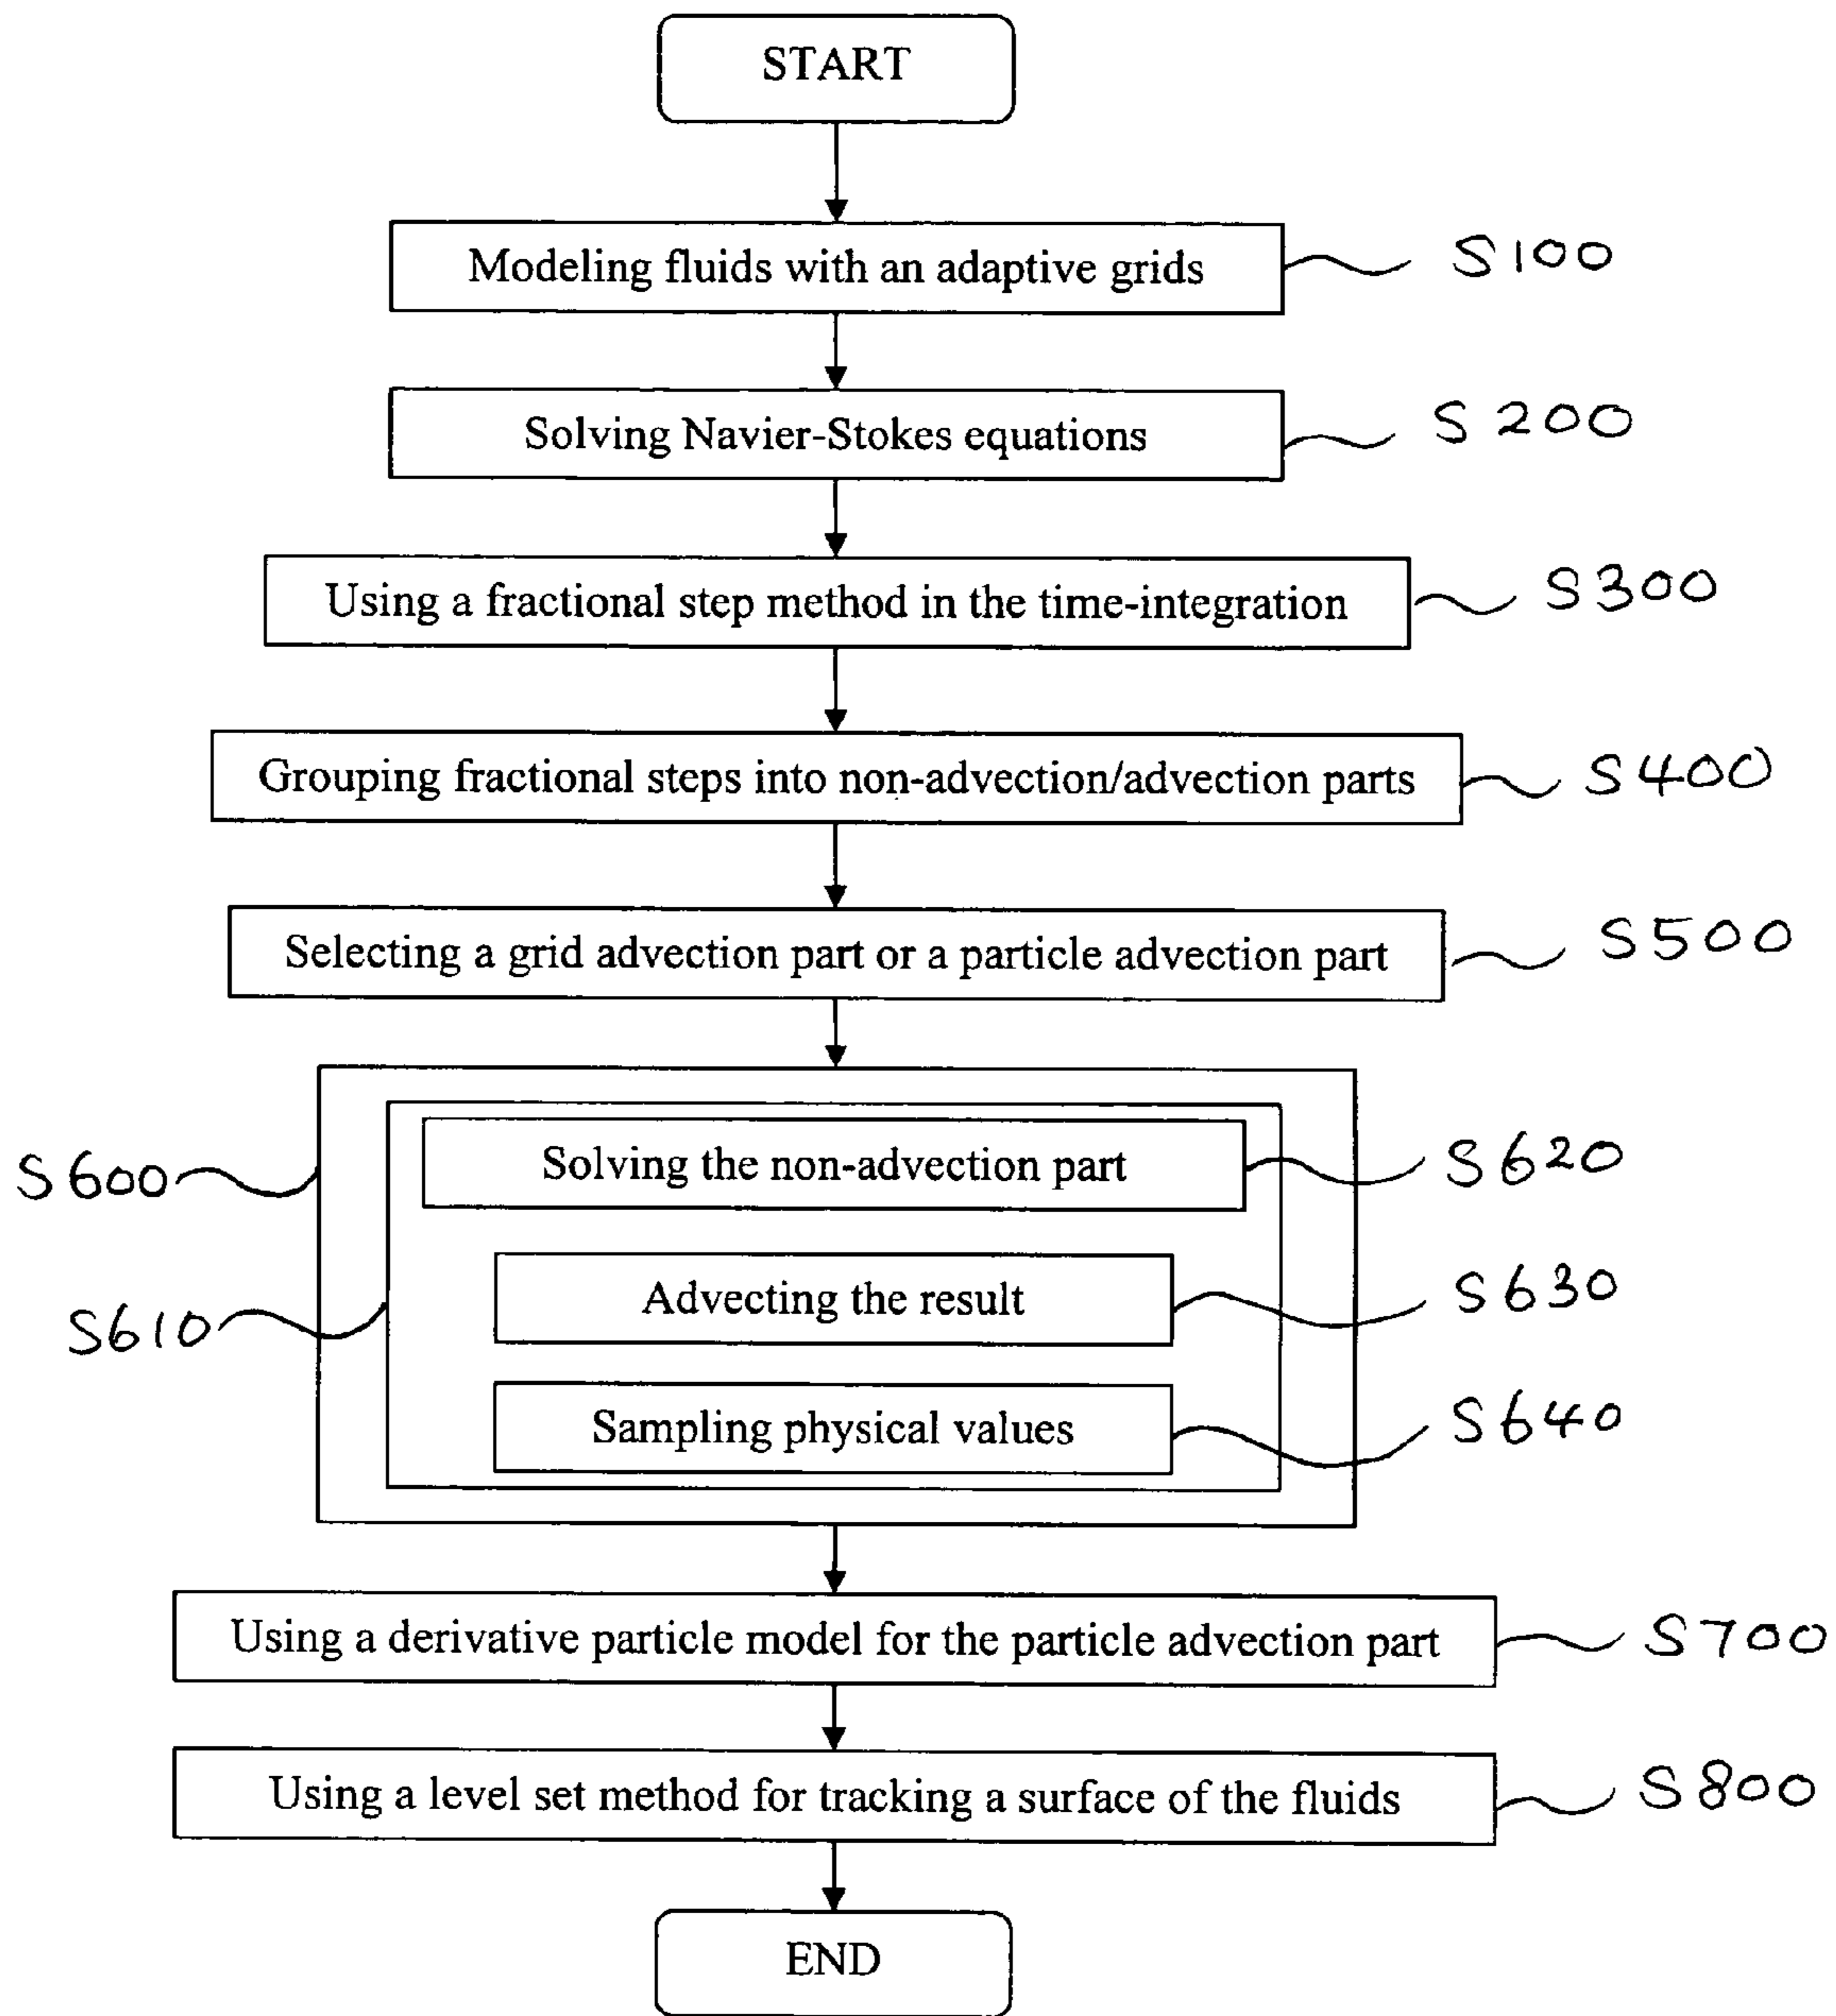 START
Modeling fluids with an adaptive grids
S100
Solving Navier-Stokes equations
S200
Using a fractional step method in the time-integration
S300
Grouping fractional steps into non-advection/advection parts
S400
Selecting a grid advection part or a particle advection part
S500
S600
Solving the non-advection part
S620
S610
Advecting the result
S630
Sampling physical values
S640
Using a derivative particle model for the particle advection part
S700
Using a level set method for tracking a surface of the fluids
S800
END